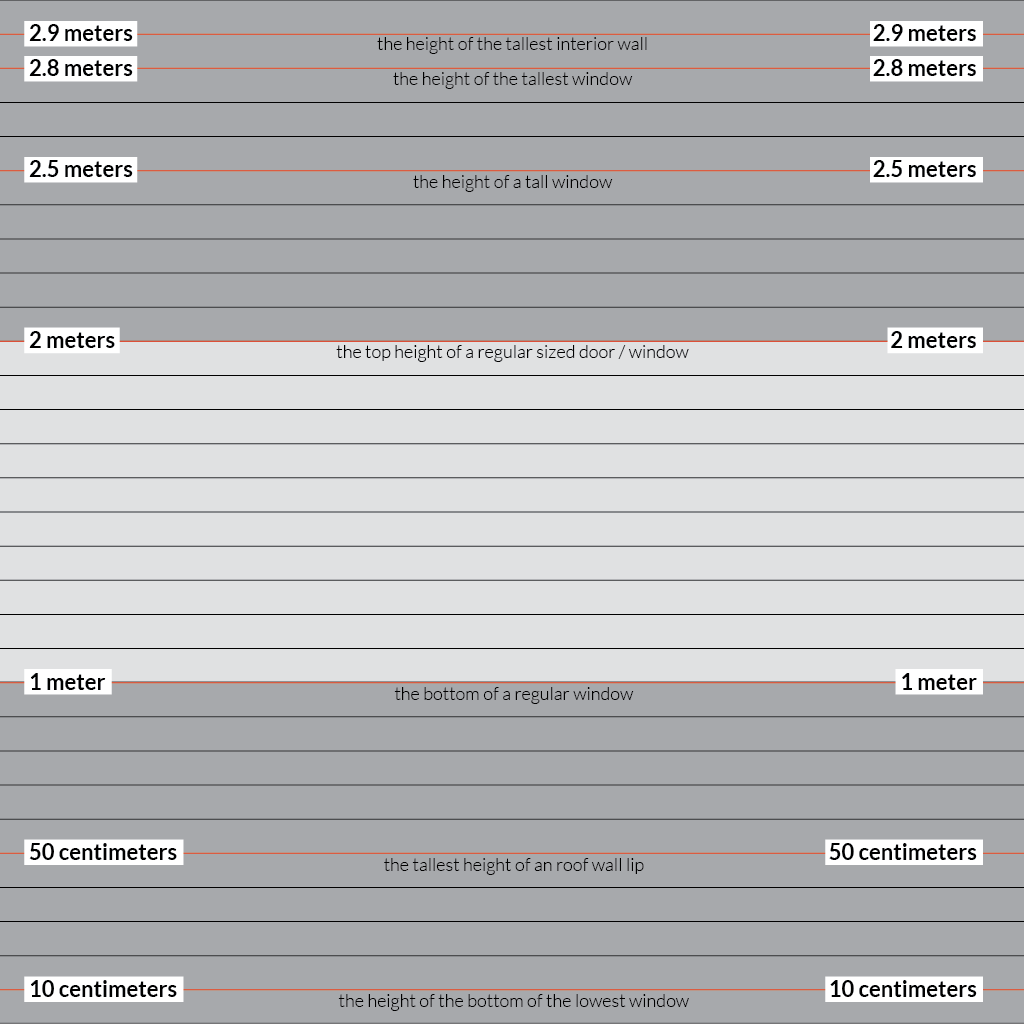 2.9 meters 2.9 meters
the height of the tallest interior wall
2.8 meters 2.8 meters
the height of the tallest window
2.5 meters 2.5 meters
the height of a tall window
2 meters 2 meters
the top height of a regular sized door / window
1 meter 1 meter
the bottom of a regular window
50 centimeters 50 centimeters
the tallest height of an roof wall lip
10 centimeters 10 centimeters
the height of the bottom of the lowest window